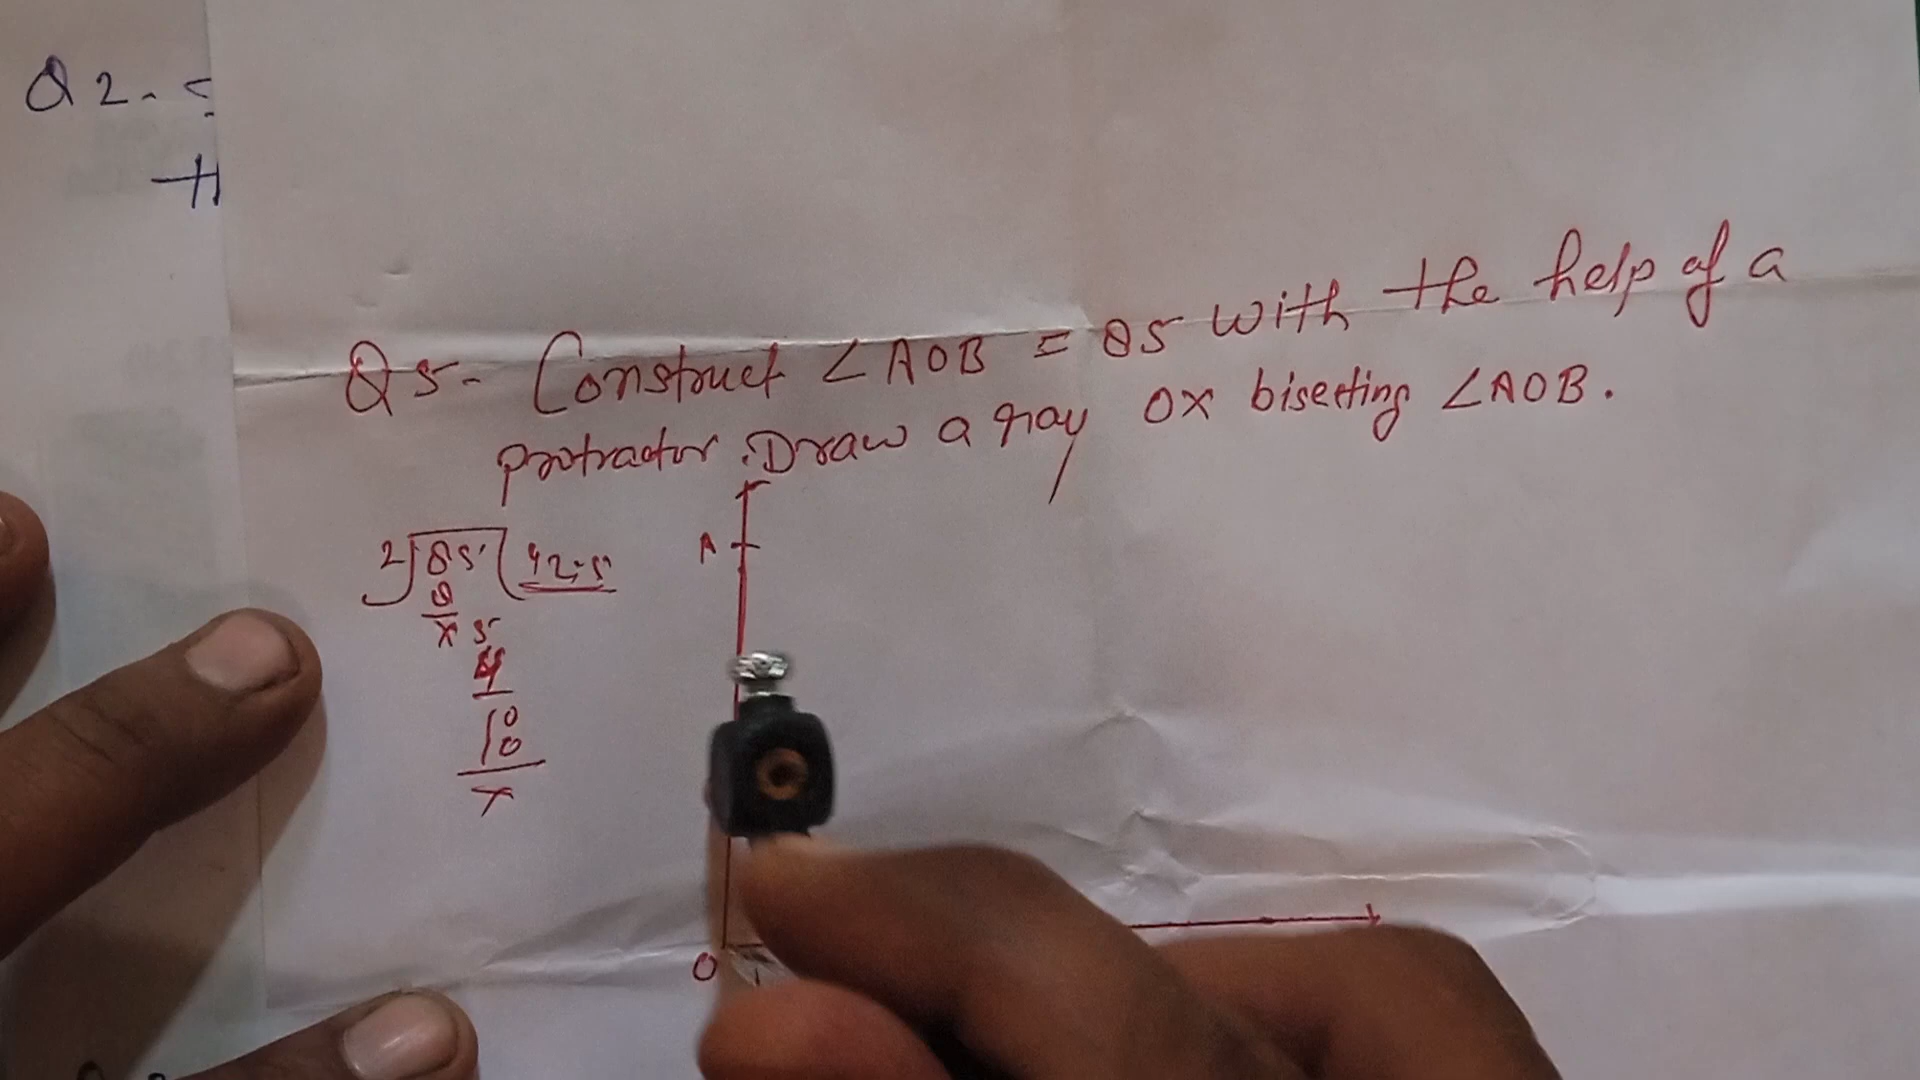 Q2.
Q5- Construct ∠AOB = 85 with the help of a
protractor. Draw a ray OX bisecting ∠AOB.
2 85 42.5
8
x 5
4
10
10
x
A
O